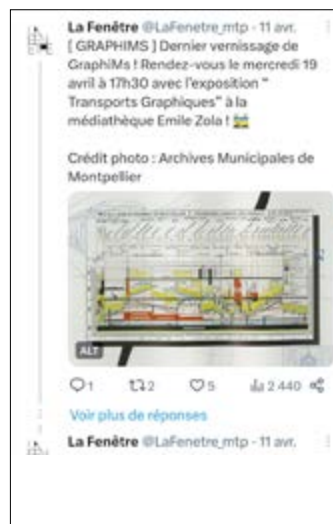 La Fenêtre @LaFenetre_mtp · 11 avr.
[ GRAPHIMS ] Dernier vernissage de
GraphiMs ! Rendez-vous le mercredi 19
avril à 17h30 avec l'exposition "
Transports Graphiques" à la
médiathèque Emile Zola !
Crédit photo : Archives Municipales de
Montpellier
ALT
1 2 5 2 440
Voir plus de réponses
La Fenêtre @LaFenetre_mtp · 11 avr.